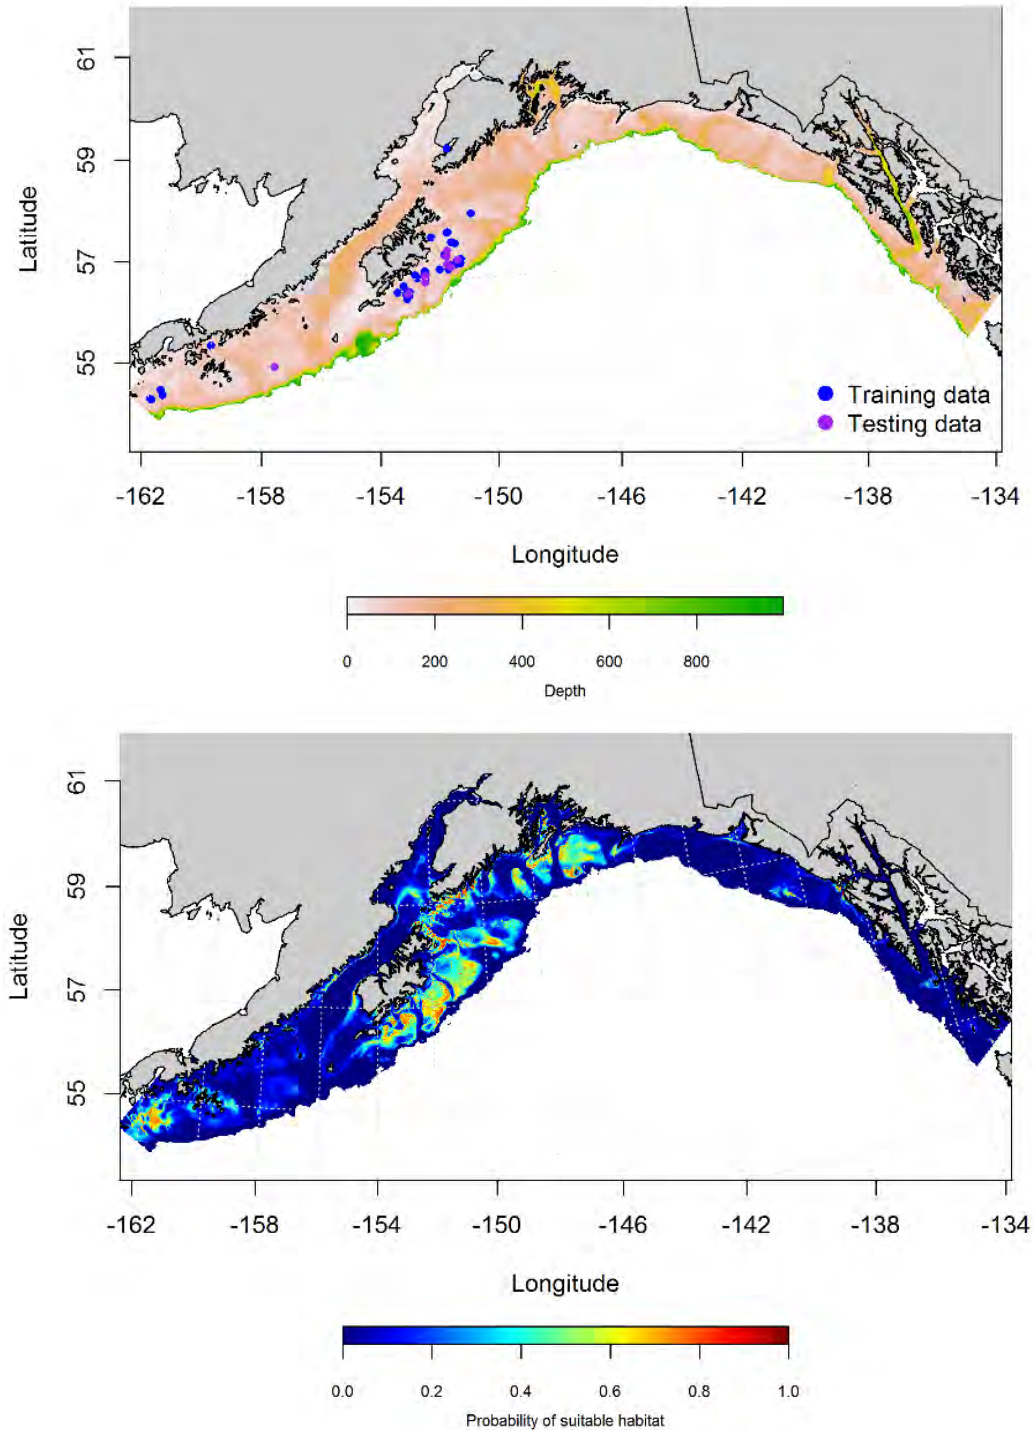 61
59
57
55
Latitude
Training data
Testing data
-162 -158 -154 -150 -146 -142 -138 -134
Longitude
0 200 400 600 800
Depth
61
59
57
55
Latitude
-162 -158 -154 -150 -146 -142 -138 -134
Longitude
0.0 0.2 0.4 0.6 0.8 1.0
Probability of suitable habitat